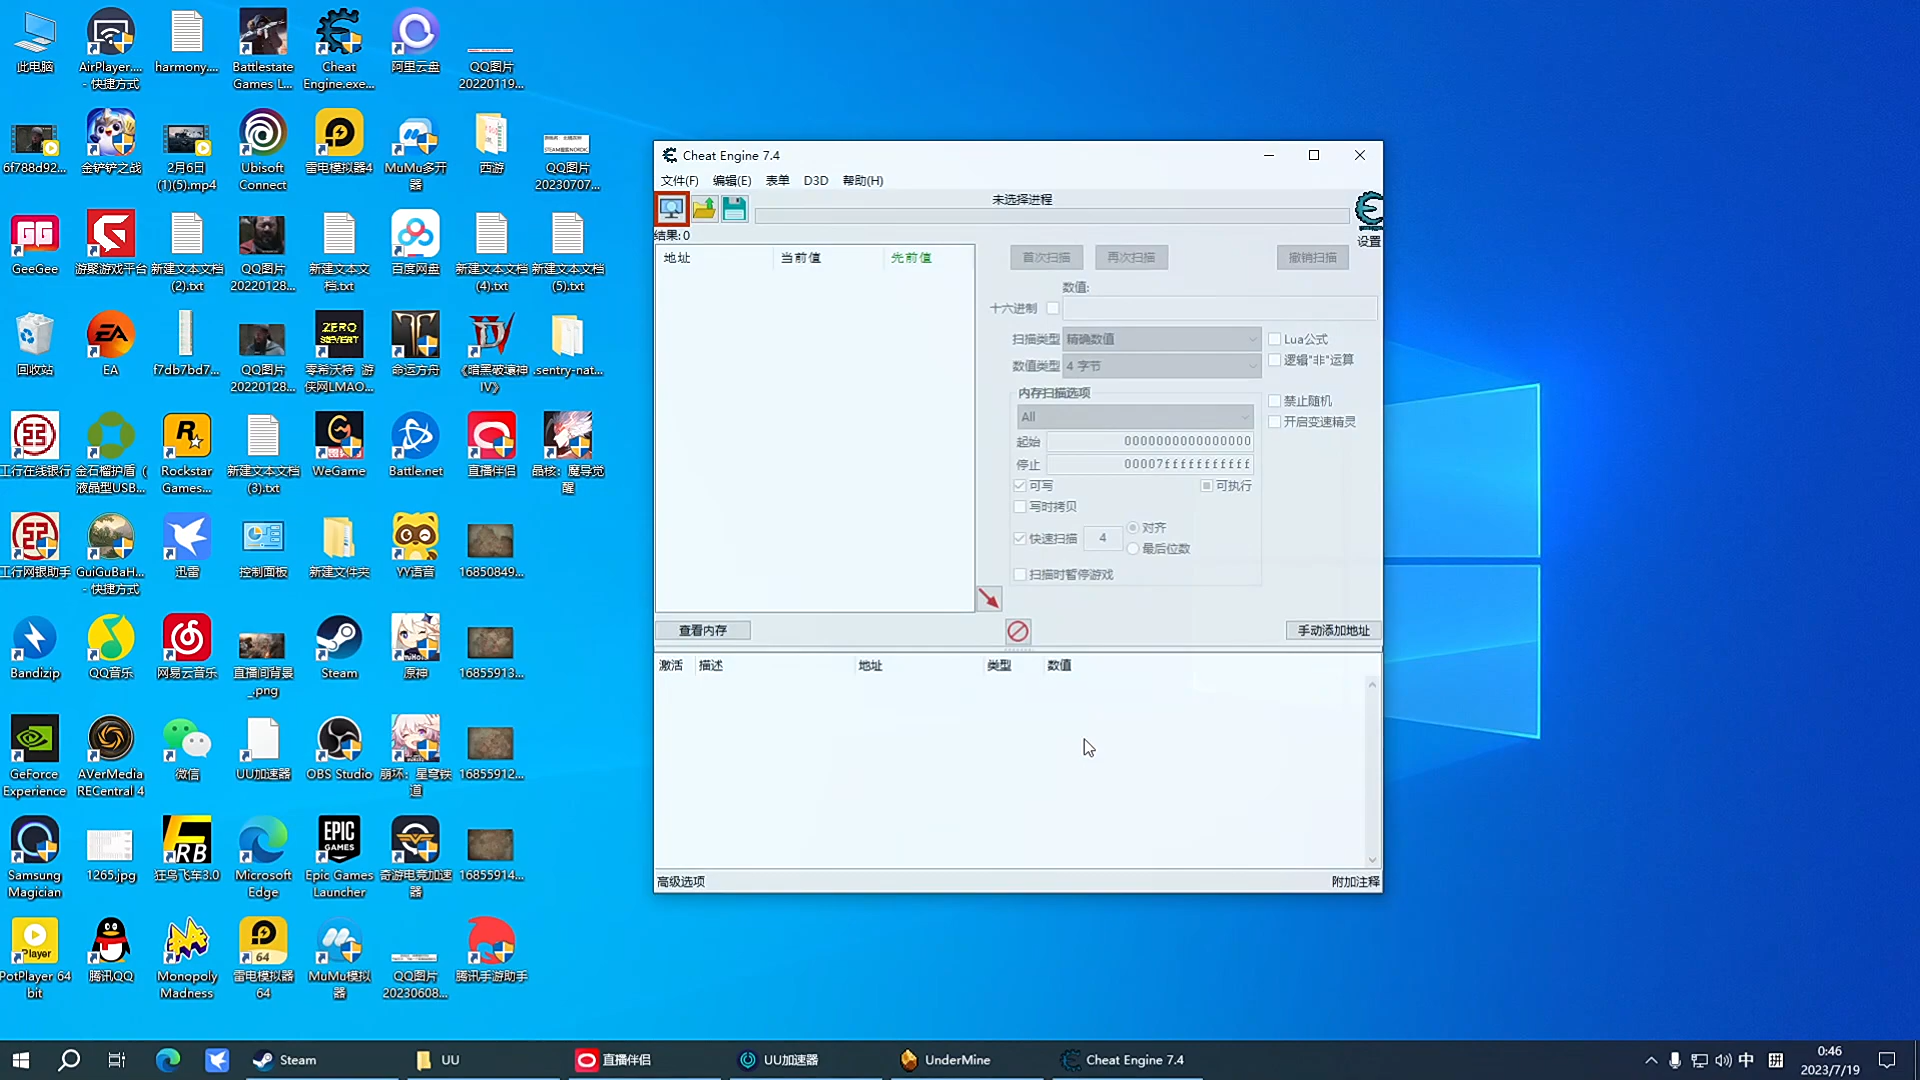 此电脑
AirPlayer....
- 快捷方式
harmony....
Battlestate
Games L...
Cheat
Engine.exe...
阿里云盘
QQ图片
20220119...
6f788d92...
金铲铲之战
2月6日
(1)(5).mp4
Ubisoft
Connect
雷电模拟器4
MuMu多开
器
西游
QQ图片
20230707...
GeeGee
游聚游戏平台
新建文本文档
(2).txt
QQ图片
20220128...
新建文本文
档.txt
百度网盘
新建文本文档
(4).txt
新建文本文档
(5).txt
回收站
EA
f7db7bd7...
QQ图片
20220128...
零希沃特 游
侠网LMAO...
命运方舟
《暗黑破坏神
IV》
.sentry-nat...
工行在线银行
金石榴护盾（
液晶型USB...
Rockstar
Games...
新建文本文档
(3).txt
WeGame
Battle.net
直播伴侣
晶核：魔导觉
醒
工行网银助手
GuiGuBaH...
- 快捷方式
迅雷
控制面板
新建文件夹
YY语音
16850849...
Bandizip
QQ音乐
网易云音乐
直播间背景
_.png
Steam
原神
16855913...
GeForce
Experience
AVerMedia
RECentral 4
微信
UU加速器
OBS Studio
崩坏：星穹铁
道
16855912...
Samsung
Magician
1265.jpg
狂鸟飞车3.0
Microsoft
Edge
Epic Games
Launcher
奇游电竞加速
器
16855914...
PotPlayer 64
bit
腾讯QQ
Monopoly
Madness
雷电模拟器
64
MuMu模拟
器
QQ图片
20230608...
腾讯手游助手
Cheat Engine 7.4
文件(F) 编辑(E) 表单 D3D 帮助(H)
未选择进程
设置
结果: 0
地址 当前值 先前值
首次扫描 再次扫描 撤销扫描
数值:
十六进制
扫描类型 精确数值 Lua公式
数值类型 4 字节 逻辑"非"运算
内存扫描选项
All
禁止随机
开启变速精灵
起始 0000000000000000
停止 00007fffffffffff
可写 可执行
写时拷贝
快速扫描 4 对齐
最后位数
扫描时暂停游戏
查看内存 手动添加地址
激活 描述 地址 类型 数值
高级选项 附加注释
Steam UU 直播伴侣 UU加速器 UnderMine Cheat Engine 7.4
中 拼
0:46
2023/7/19